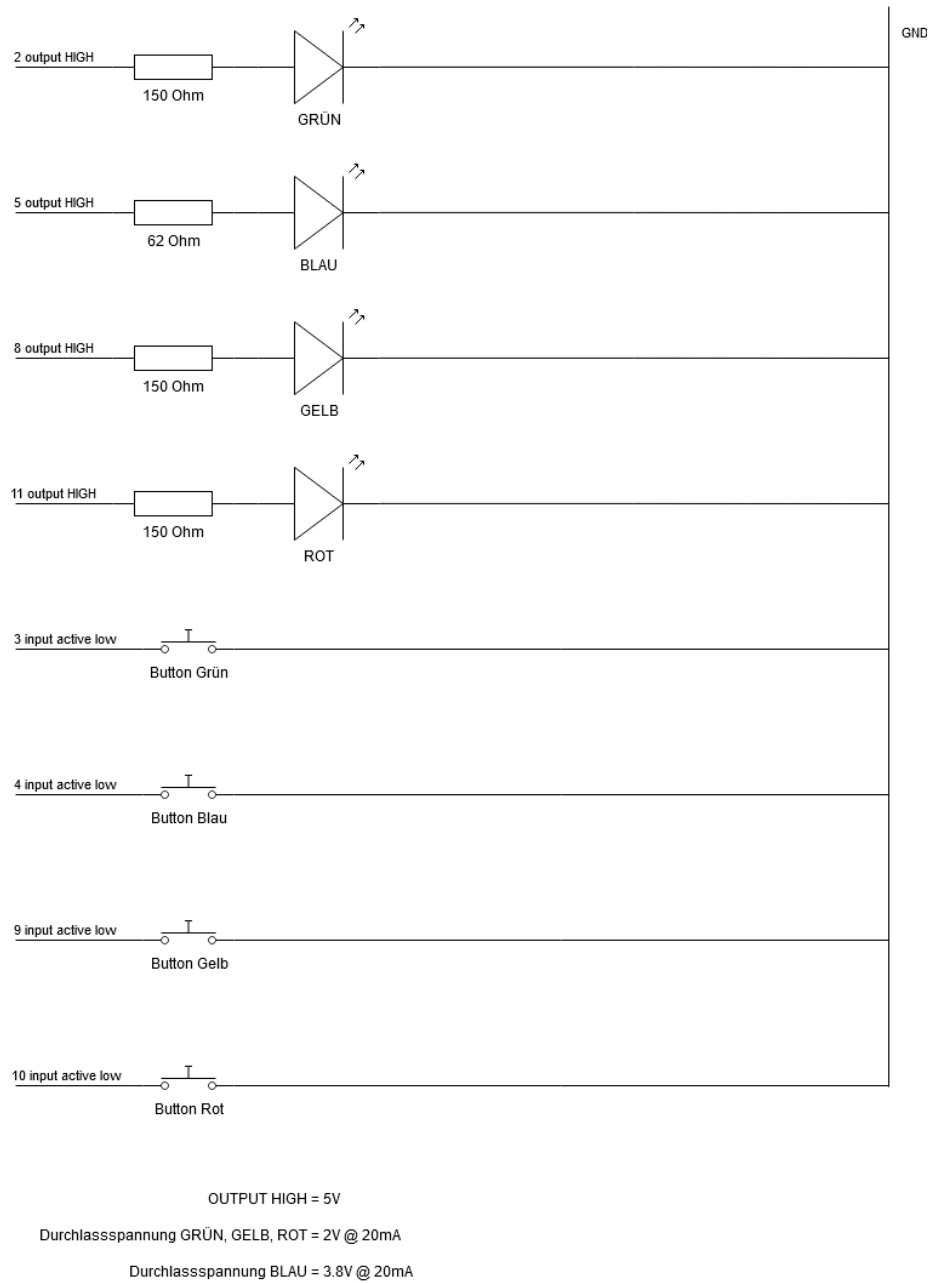 GND
2 output HIGH
150 Ohm
GRÜN
5 output HIGH
62 Ohm
BLAU
8 output HIGH
150 Ohm
GELB
11 output HIGH
150 Ohm
ROT
3 input active low
Button Grün
4 input active low
Button Blau
9 input active low
Button Gelb
10 input active low
Button Rot
OUTPUT HIGH = 5V
Durchlassspannung GRÜN, GELB, ROT = 2V @ 20mA
Durchlassspannung BLAU = 3.8V @ 20mA